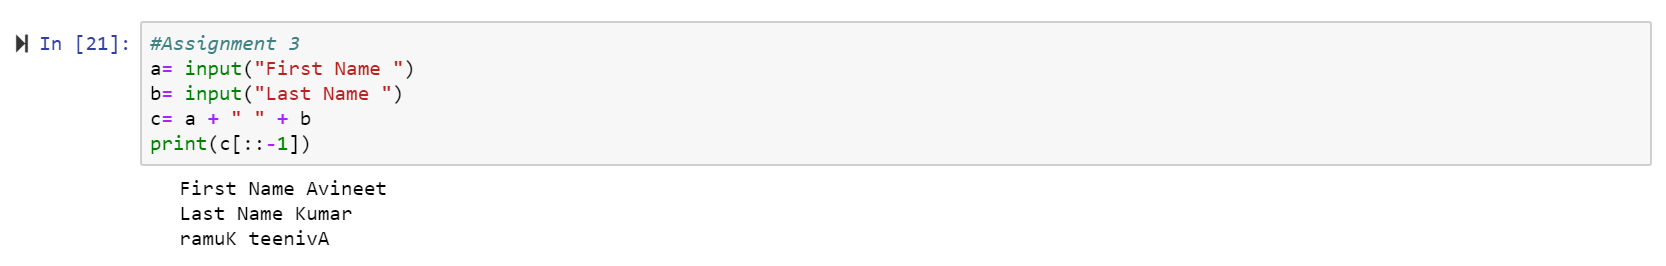 In [21]:
#Assignment 3
a= input("First Name ")
b= input("Last Name ")
c= a + " " + b
print(c[::-1])
First Name Avineet
Last Name Kumar
ramuK teenivA